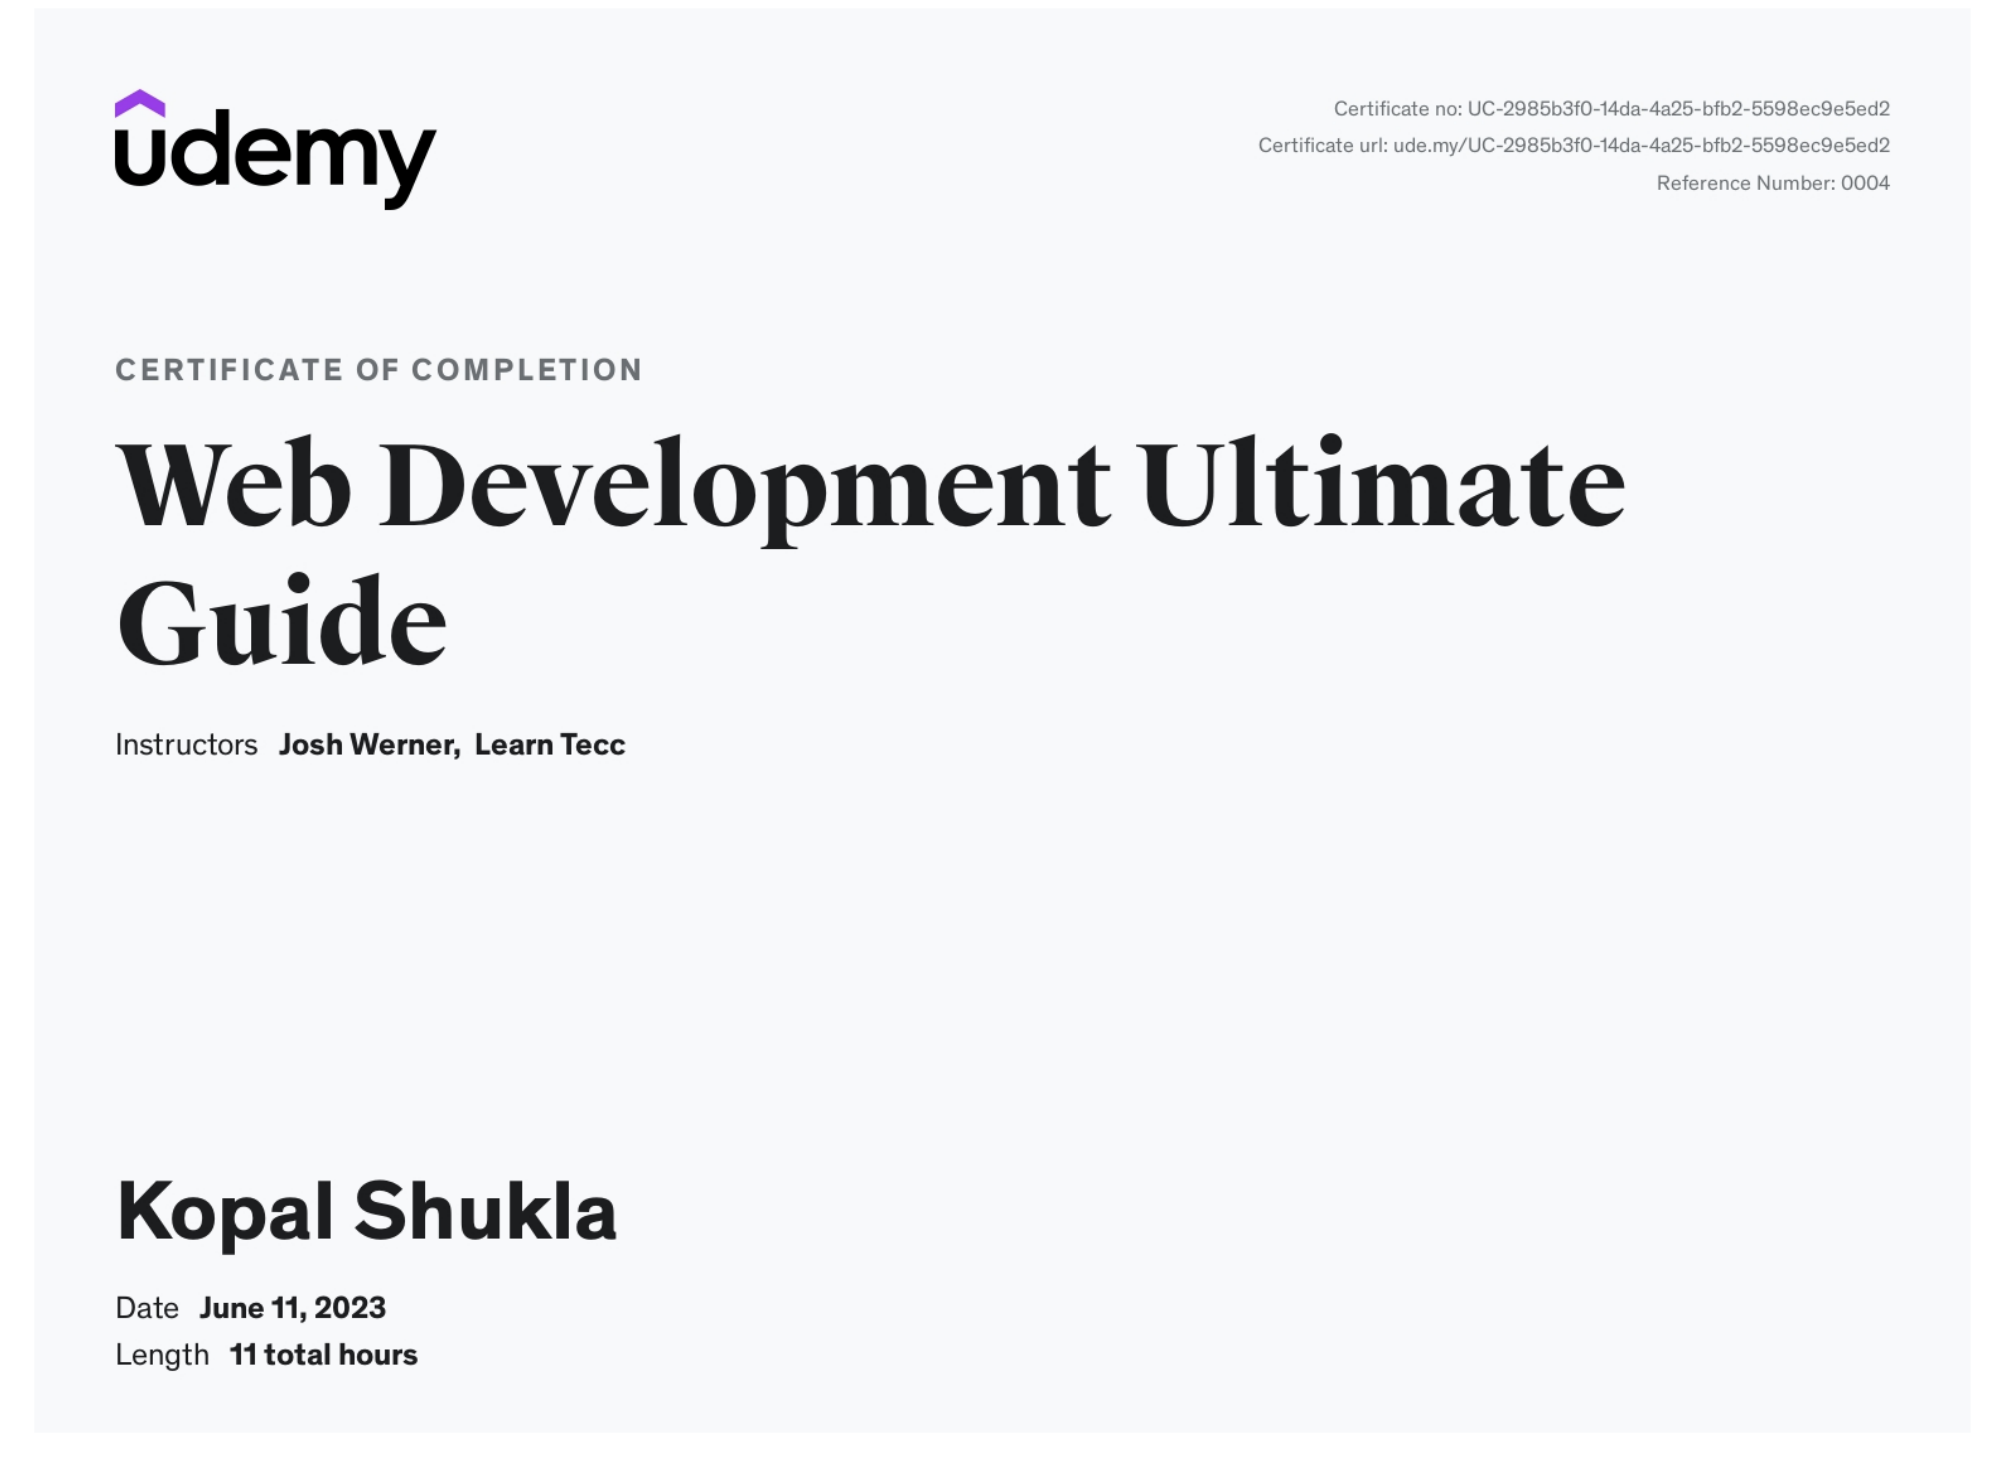 udemy
Certificate no: UC-2985b3f0-14da-4a25-bfb2-5598ec9e5ed2
Certificate url: ude.my/UC-2985b3f0-14da-4a25-bfb2-5598ec9e5ed2
Reference Number: 0004
CERTIFICATE OF COMPLETION
Web Development Ultimate
Guide
Instructors Josh Werner, Learn Tecc
Kopal Shukla
Date June 11, 2023
Length 11 total hours